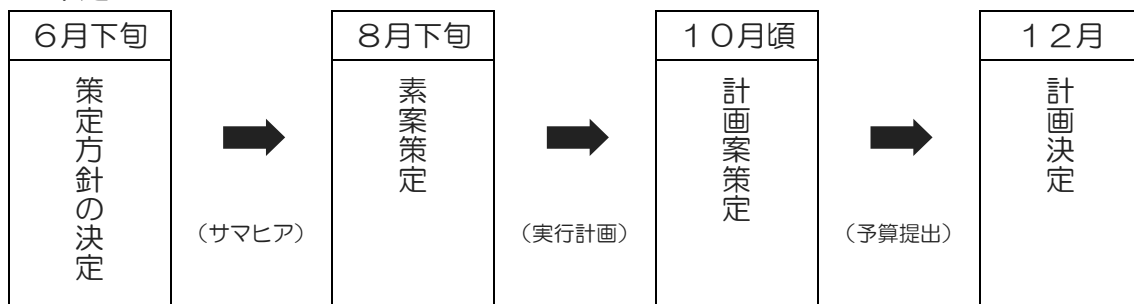 ６月下旬
策定方針の決定
（サマヒア）
８月下旬
素案策定
（実行計画）
１０月頃
計画案策定
（予算提出）
１２月
計画決定